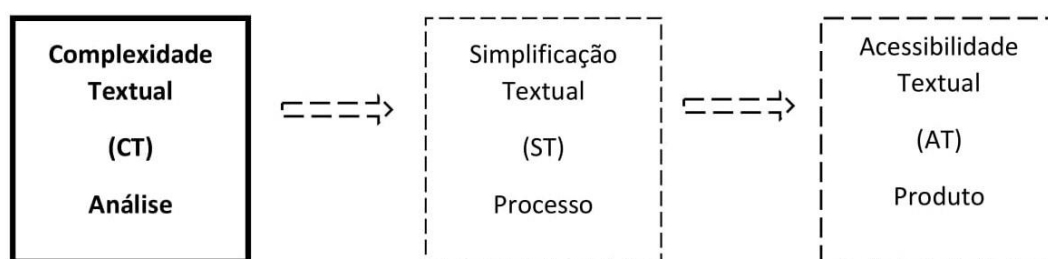 Complexidade
Textual
(CT)
Análise
Simplificação
Textual
(ST)
Processo
Acessibilidade
Textual
(AT)
Produto